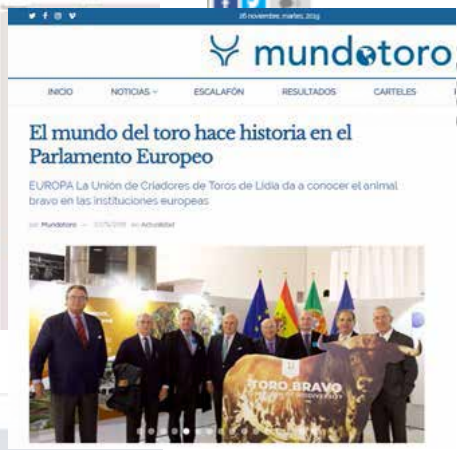 26 noviembre, martes, 2019
mundotoro
INICIO NOTICIAS ESCALAFÓN RESULTADOS CARTELES
El mundo del toro hace historia en el
Parlamento Europeo
EUROPA La Unión de Criadores de Toros de Lidia da a conocer el animal
bravo en las instituciones europeas
por Mundotoro — en Actualidad
TORO BRAVO